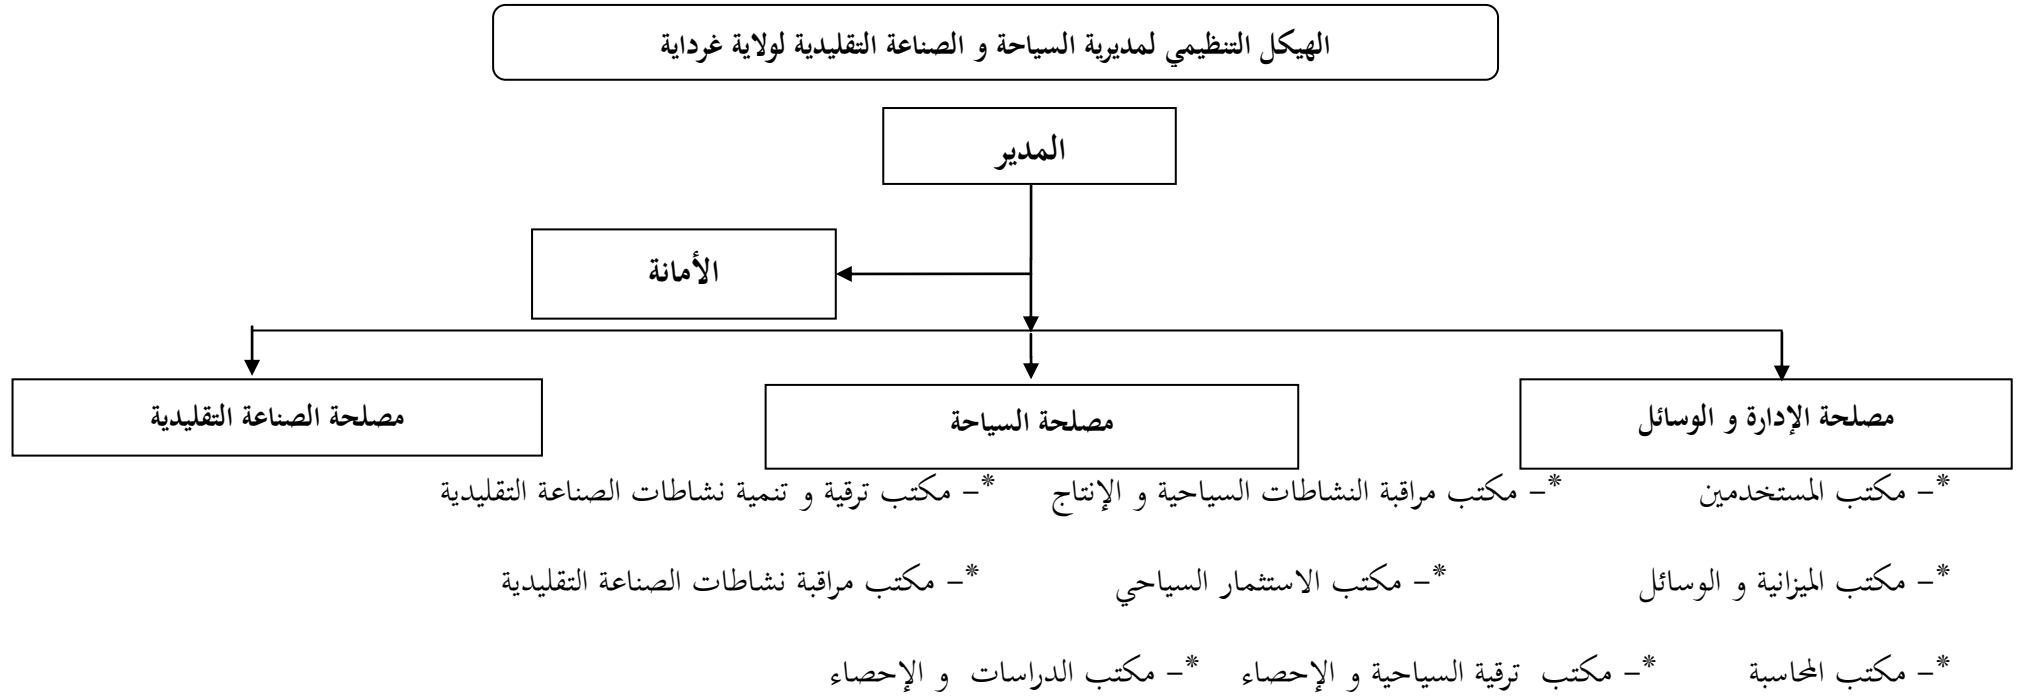 الهيكل التنظيمي لمديرية السياحة و الصناعة التقليدية لولاية غرداية
المدير
الأمانة
مصلحة الإدارة و الوسائل
مصلحة السياحة
مصلحة الصناعة التقليدية
*- مكتب المستخدمين *- مكتب مراقبة النشاطات السياحية و الإنتاج *- مكتب ترقية و تنمية نشاطات الصناعة التقليدية
*- مكتب الميزانية و الوسائل *- مكتب الاستثمار السياحي *- مكتب مراقبة نشاطات الصناعة التقليدية
*- مكتب المحاسبة *- مكتب ترقية السياحية و الإحصاء *- مكتب الدراسات و الإحصاء